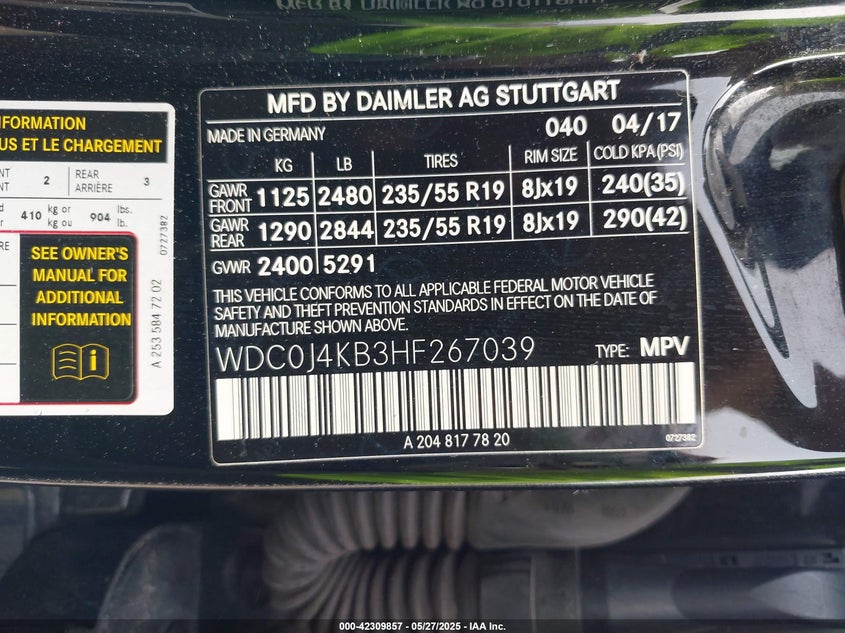 MFD BY DAIMLER AG STUTTGART
MADE IN GERMANY 040 04/17
KG LB TIRES RIM SIZE COLD KPA(PSI)
GAWR FRONT 1125 2480 235/55 R19 8Jx19 240(35)
GAWR REAR 1290 2844 235/55 R19 8Jx19 290(42)
GVWR 2400 5291
THIS VEHICLE CONFORMS TO ALL APPLICABLE FEDERAL MOTOR VEHICLE
SAFETY AND THEFT PREVENTION STANDARDS IN EFFECT ON THE DATE OF
MANUFACTURE SHOWN ABOVE.
WDC0J4KB3HF267039 TYPE: MPV
A 204 817 78 20 0727382
INFORMATION
US ET LE CHARGEMENT
2 REAR ARRIÈRE 3
410 kg or kg ou 904 lbs. lb.
0727382
SEE OWNER'S
MANUAL FOR
ADDITIONAL
INFORMATION
A 253 584 72 02
000-42309857 — 05/27/2025 - IAA Inc.